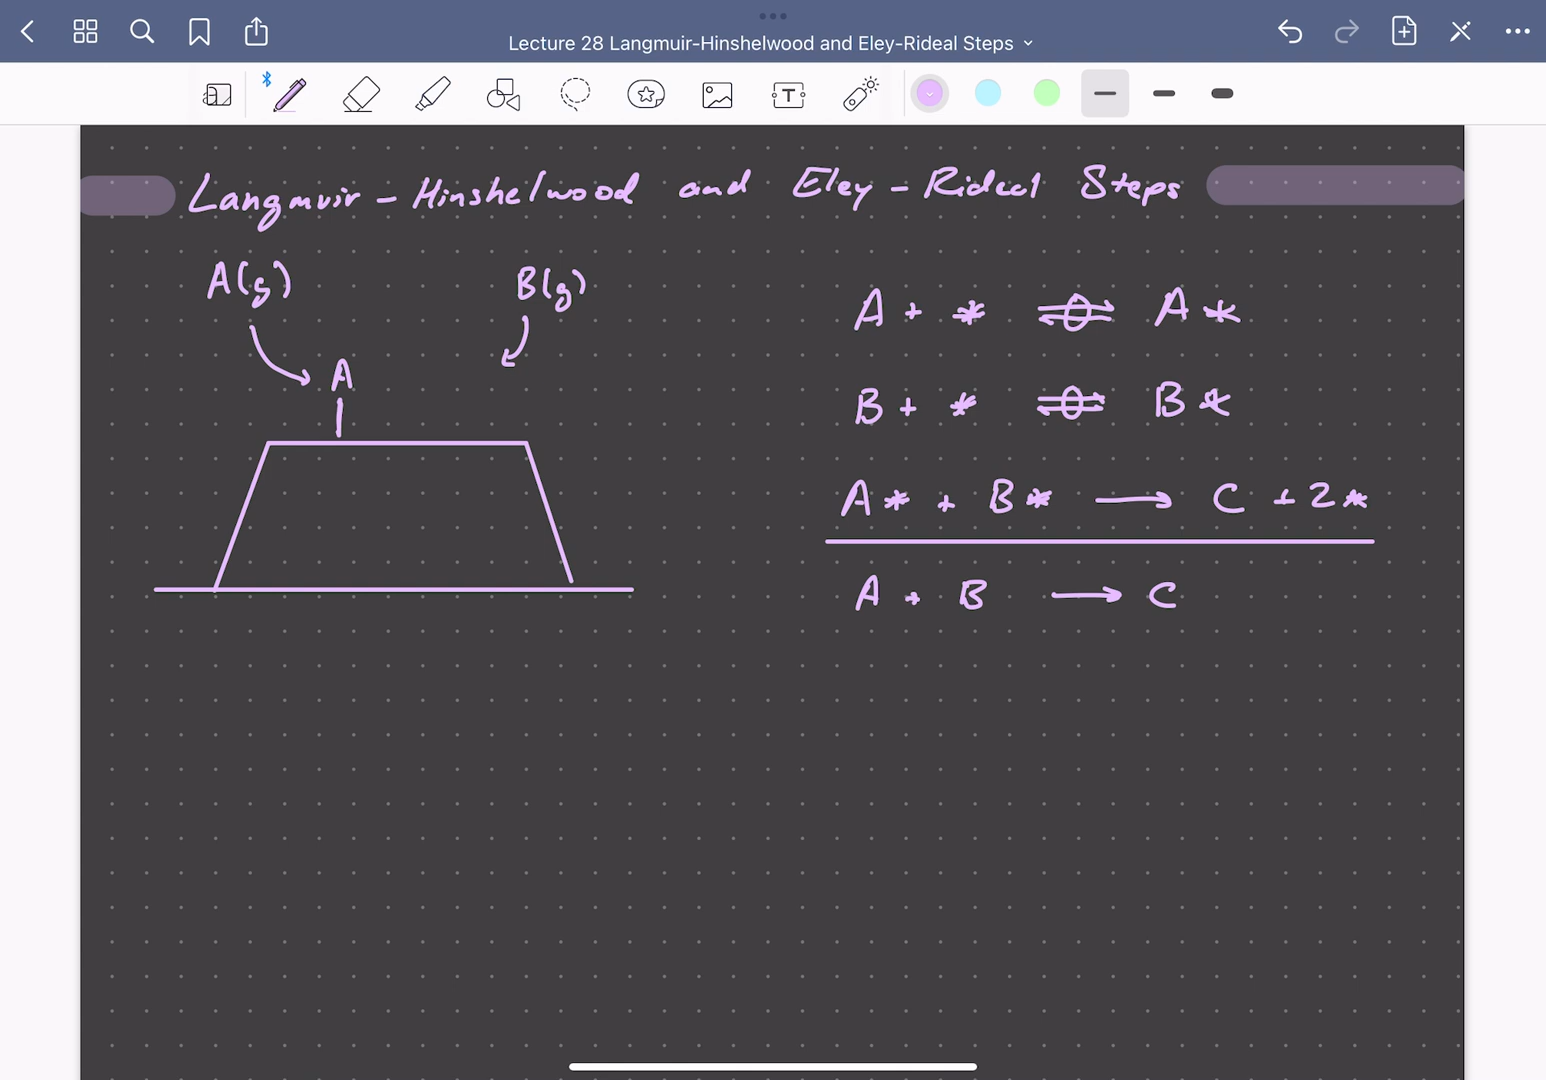 Lecture 28 Langmuir-Hinshelwood and Eley-Rideal Steps
Langmuir - Hinshelwood and Eley - Rideal Steps
A(g) B(g)
A
A + * ⇌ A *
B + * ⇌ B *
A* + B* → C + 2*
A + B → C